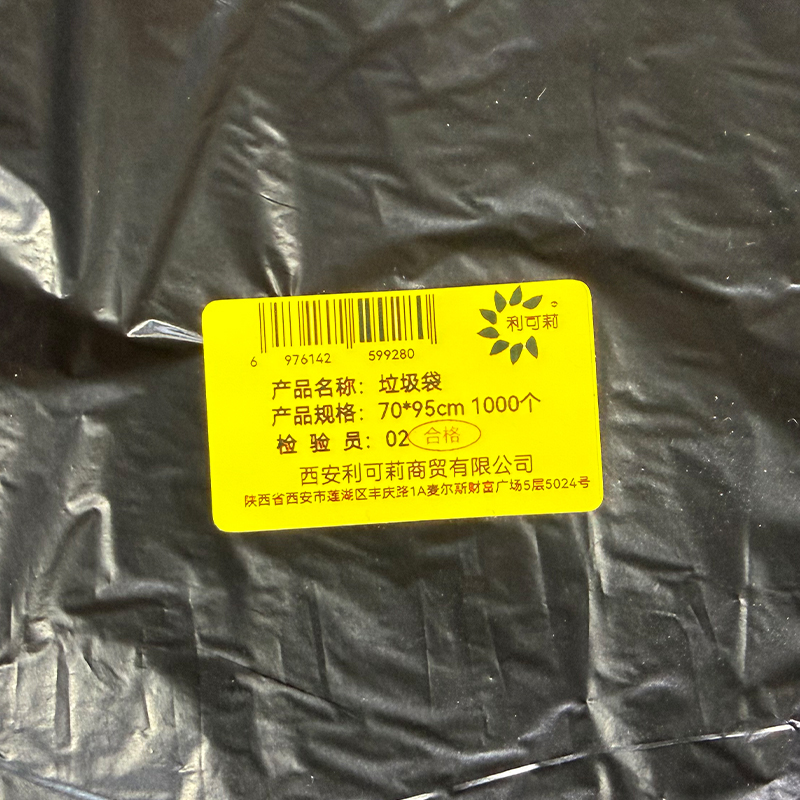 利可莉
6 976142 599280
产品名称：垃圾袋
产品规格：70*95cm 1000个
检 验 员：02 合格
西安利可莉商贸有限公司
陕西省西安市莲湖区丰庆路1A麦尔斯财富广场5层5024号